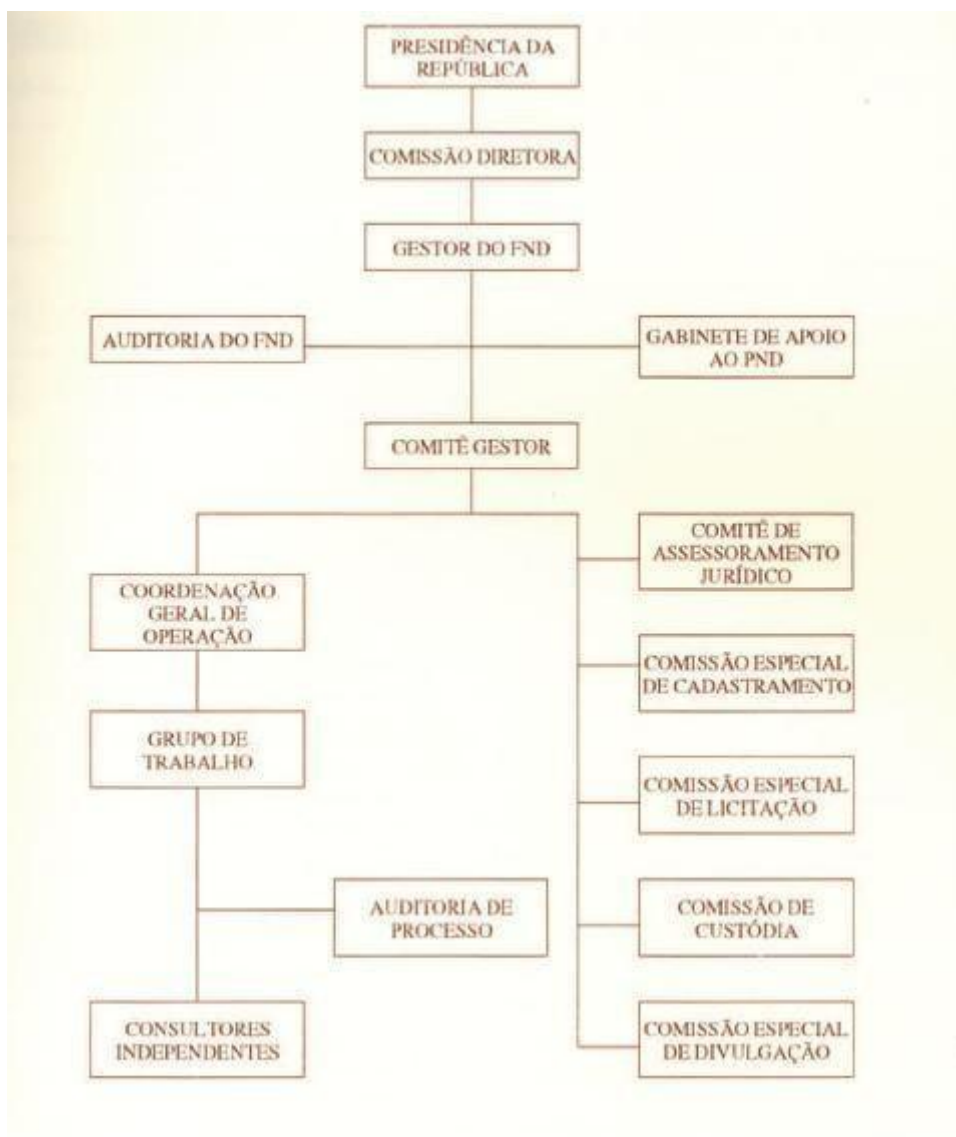 PRESIDÊNCIA DA
REPÚBLICA
COMISSÃO DIRETORA
GESTOR DO FND
AUDITORIA DO FND
GABINETE DE APOIO
AO PND
COMITÊ GESTOR
COMITÊ DE
ASSESSORAMENTO
JURÍDICO
COORDENAÇÃO
GERAL DE
OPERAÇÃO
COMISSÃO ESPECIAL
DE CADASTRAMENTO
GRUPO DE
TRABALHO
COMISSÃO ESPECIAL
DE LICITAÇÃO
AUDITORIA DE
PROCESSO
COMISSÃO DE
CUSTÓDIA
CONSULTORES
INDEPENDENTES
COMISSÃO ESPECIAL
DE DIVULGAÇÃO